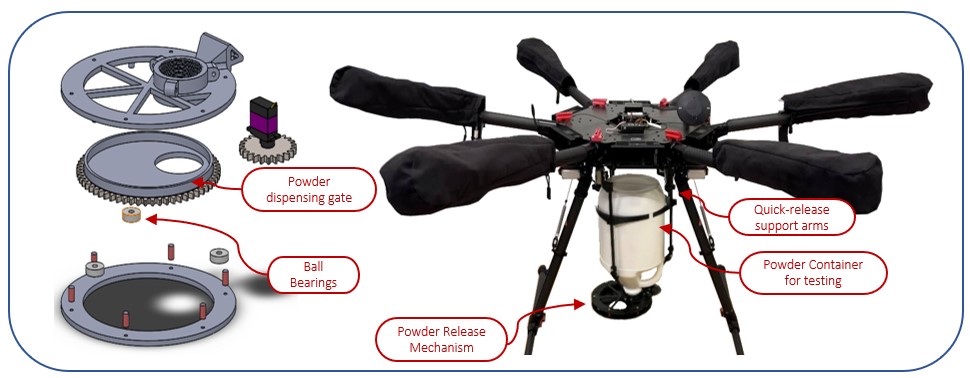 Powder
dispensing gate
Ball
Bearings
Quick-release
support arms
Powder Container
for testing
Powder Release
Mechanism